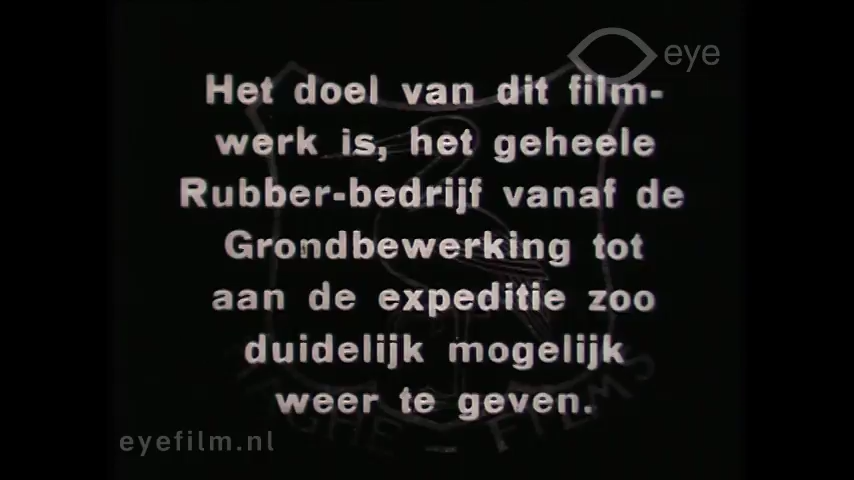 eye
Het doel van dit film-
werk is, het geheele
Rubber-bedrijf vanaf de
Grondbewerking tot
aan de expeditie zoo
duidelijk mogelijk
weer te geven.
FILMS
eyefilm.nl